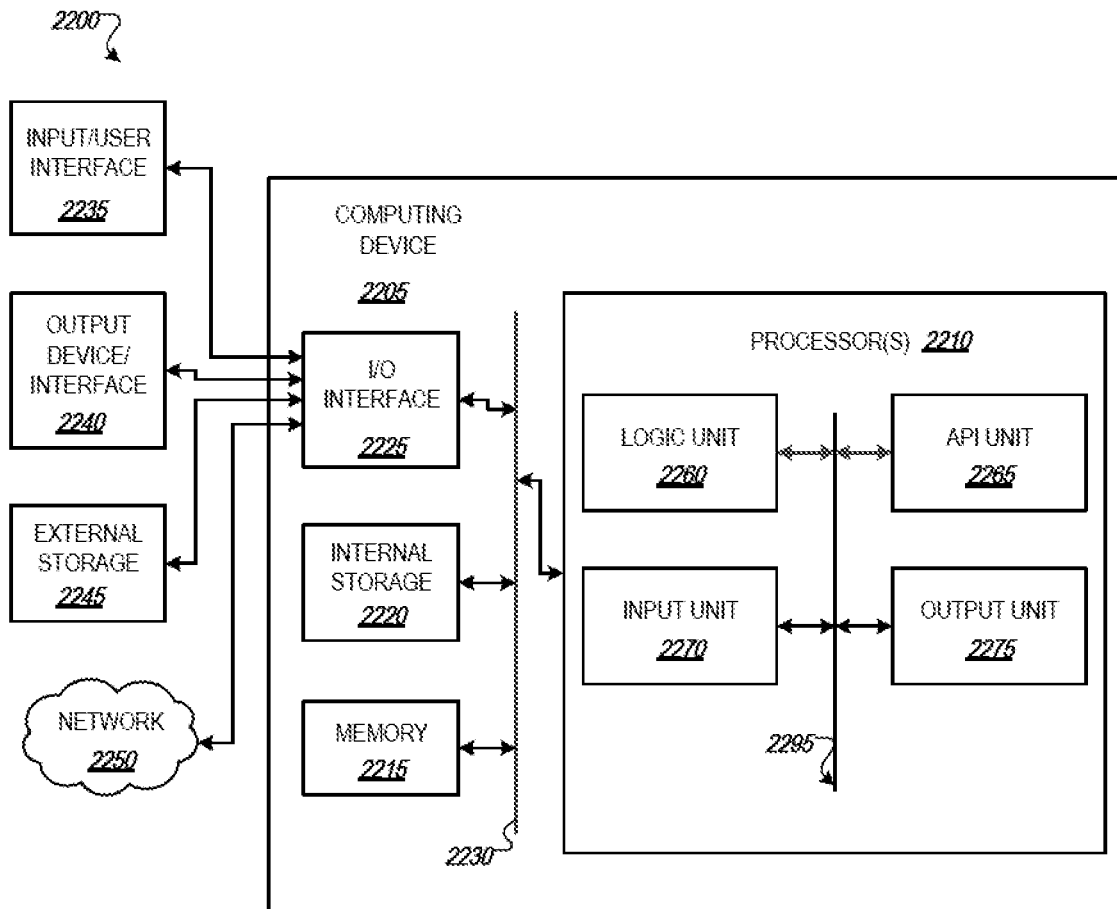 2200
INPUT/USER
INTERFACE
2235
OUTPUT
DEVICE/
INTERFACE
2240
EXTERNAL
STORAGE
2245
NETWORK
2250
COMPUTING
DEVICE
2205
I/O
INTERFACE
2225
INTERNAL
STORAGE
2220
MEMORY
2215
2230
PROCESSOR(S) 2210
LOGIC UNIT
2260
API UNIT
2265
INPUT UNIT
2270
OUTPUT UNIT
2275
2295